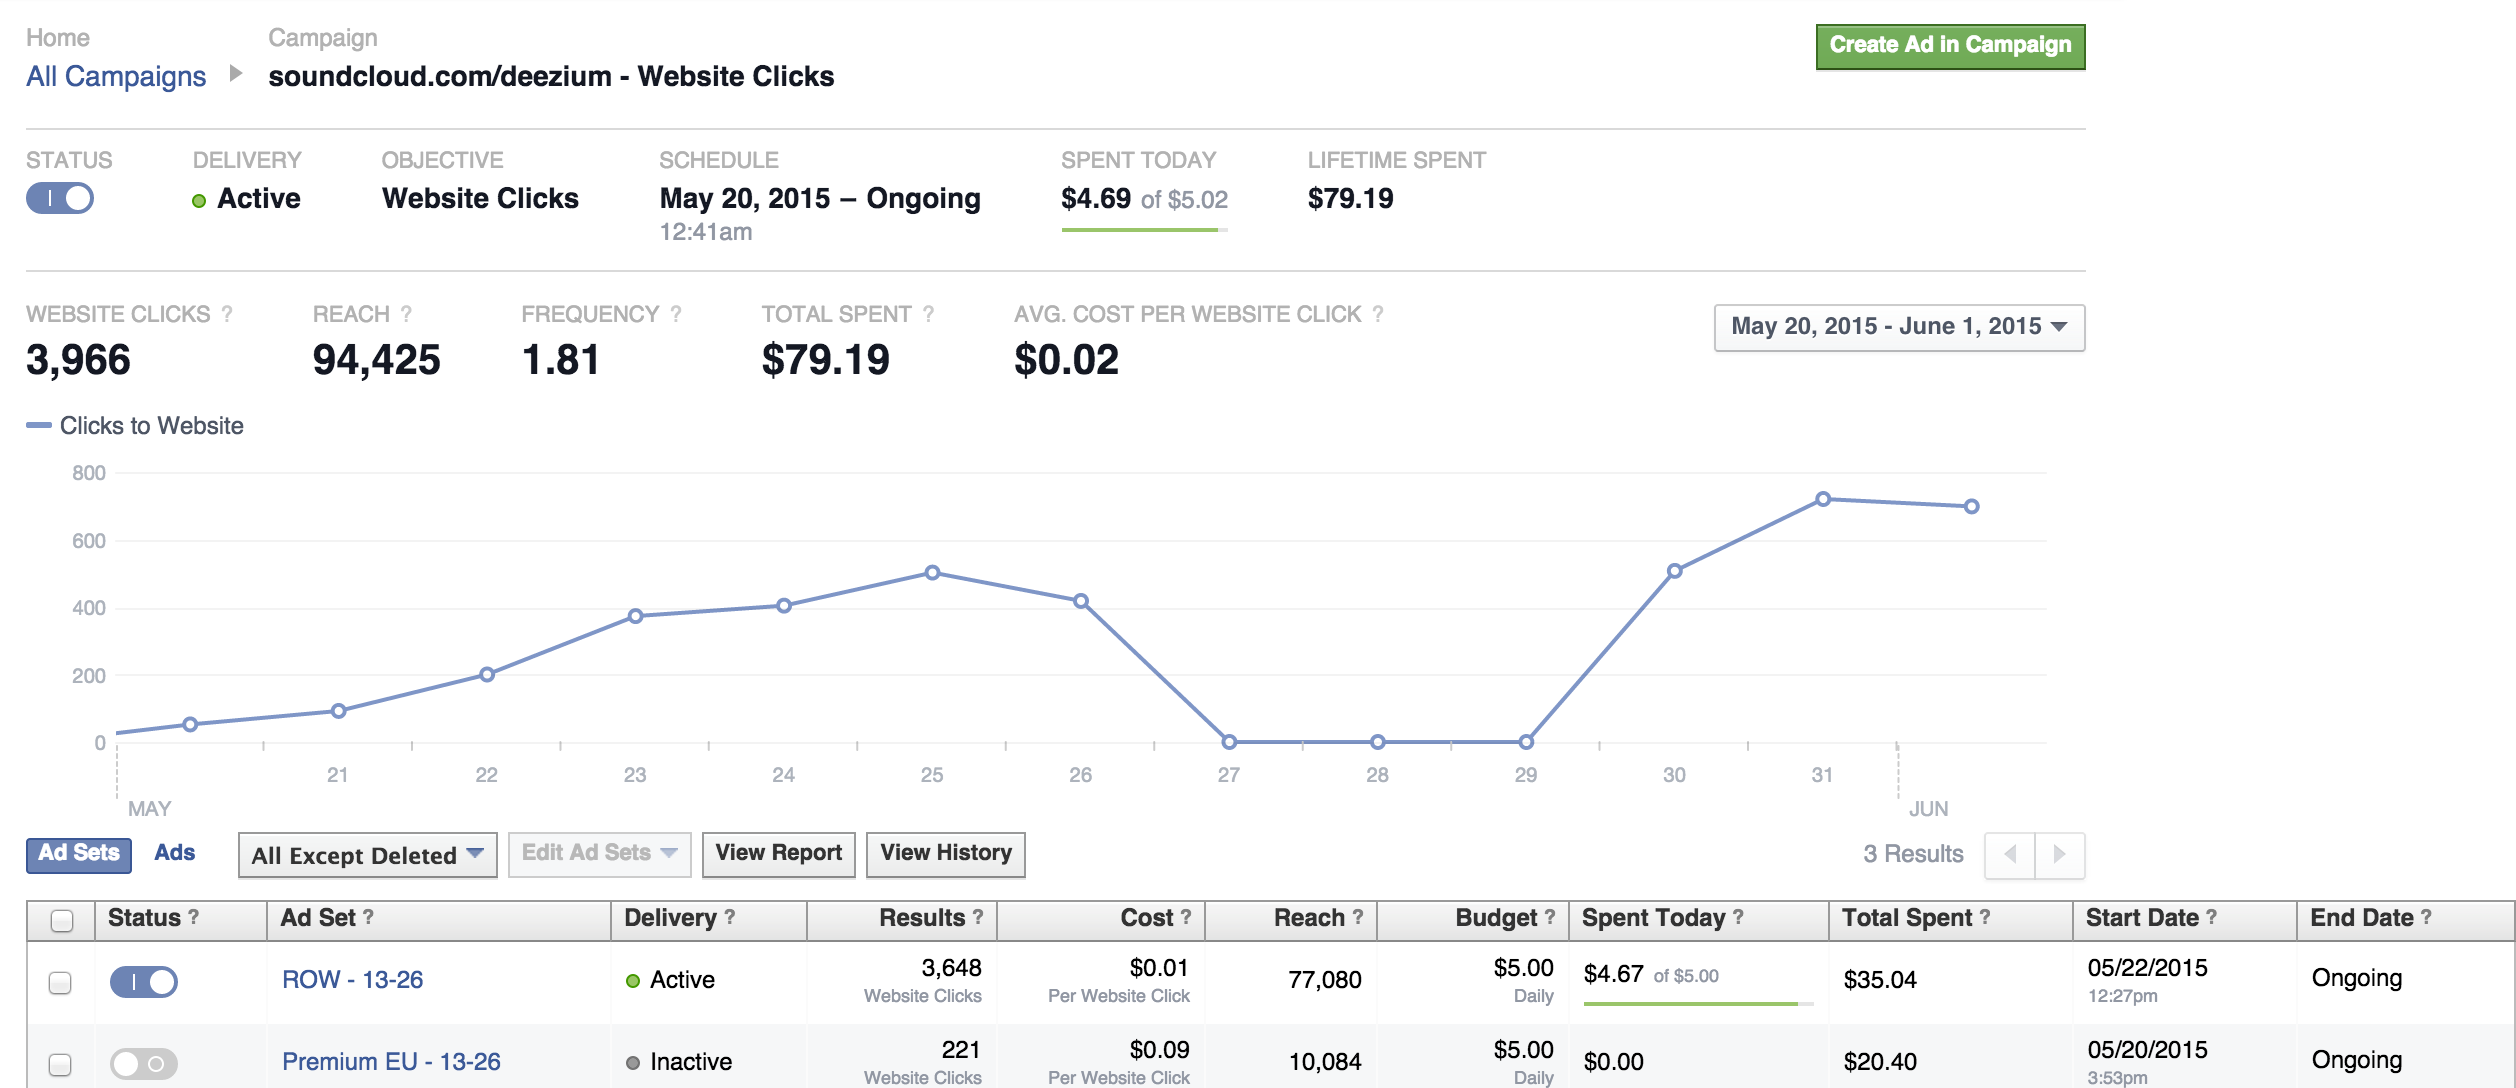 Home Campaign
All Campaigns soundcloud.com/deezium - Website Clicks
Create Ad in Campaign
STATUS DELIVERY OBJECTIVE SCHEDULE SPENT TODAY LIFETIME SPENT
Active Website Clicks May 20, 2015 – Ongoing $4.69 of $5.02 $79.19
12:41am
WEBSITE CLICKS ? REACH ? FREQUENCY ? TOTAL SPENT ? AVG. COST PER WEBSITE CLICK ?
3,966 94,425 1.81 $79.19 $0.02
May 20, 2015 - June 1, 2015
Clicks to Website
800
600
400
200
0
21 22 23 24 25 26 27 28 29 30 31
MAY JUN
Ad Sets Ads All Except Deleted Edit Ad Sets View Report View History 3 Results
Status ? Ad Set ? Delivery ? Results ? Cost ? Reach ? Budget ? Spent Today ? Total Spent ? Start Date ? End Date ?
ROW - 13-26 Active 3,648 $0.01 77,080 $5.00 $4.67 of $5.00 $35.04 05/22/2015 Ongoing
Website Clicks Per Website Click Daily 12:27pm
Premium EU - 13-26 Inactive 221 $0.09 10,084 $5.00 $0.00 $20.40 05/20/2015 Ongoing
Website Clicks Per Website Click Daily 3:53pm